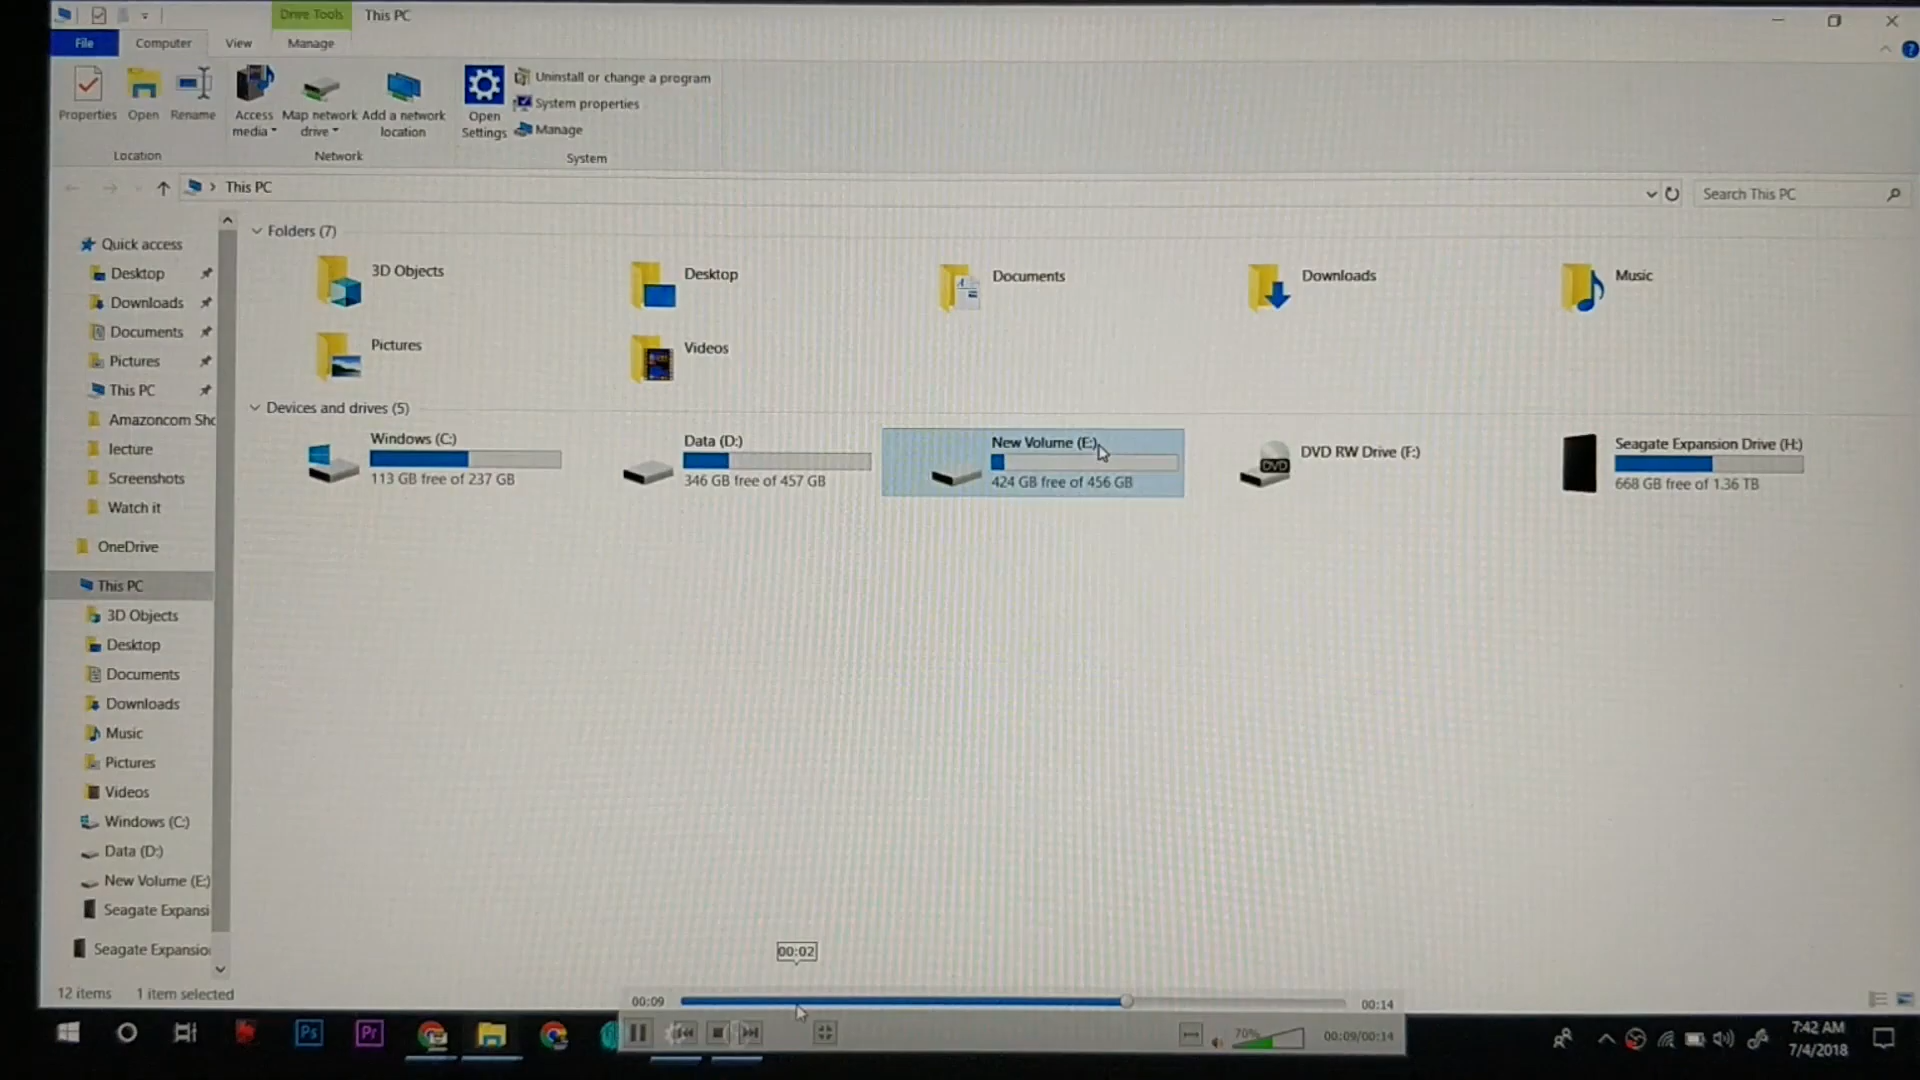 Drive Tools This PC
File Computer View Manage
Properties Open Rename Access media Map network drive Add a network location Open Settings
Uninstall or change a program
System properties
Manage
Location Network System
This PC
Search This PC
Quick access
Desktop
Downloads
Documents
Pictures
This PC
Amazoncom Sho
lecture
Screenshots
Watch it
OneDrive
This PC
3D Objects
Desktop
Documents
Downloads
Music
Pictures
Videos
Windows (C:)
Data (D:)
New Volume (E:)
Seagate Expansi
Seagate Expansio
Folders (7)
3D Objects Desktop Documents Downloads Music
Pictures Videos
Devices and drives (5)
Windows (C:)
113 GB free of 237 GB
Data (D:)
346 GB free of 457 GB
New Volume (E:)
424 GB free of 456 GB
DVD
DVD RW Drive (F:)
Seagate Expansion Drive (H:)
668 GB free of 1.36 TB
12 items 1 item selected
00:02
00:09 00:14
Ps Pr
70% 00:09/00:14
7:42 AM
7/4/2018